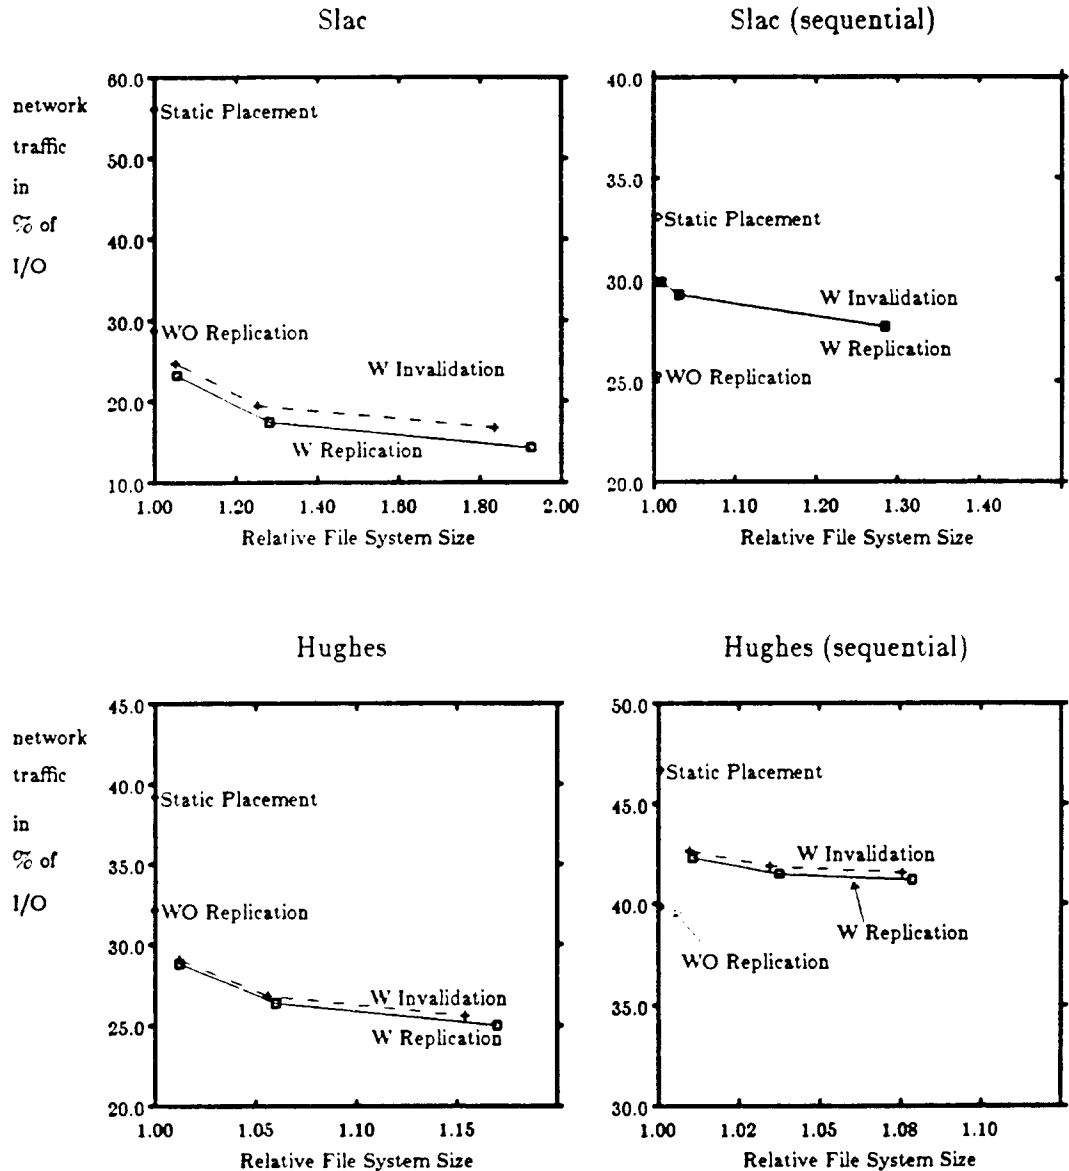 Slac
Slac (sequential)
network
traffic
in
% of
I/O
60.0
50.0
40.0
30.0
20.0
10.0
Static Placement
WO Replication
W Invalidation
W Replication
1.00 1.20 1.40 1.60 1.80 2.00
Relative File System Size
40.0
35.0
30.0
25.0
20.0
Static Placement
W Invalidation
W Replication
WO Replication
1.00 1.10 1.20 1.30 1.40
Relative File System Size
Hughes
Hughes (sequential)
network
traffic
in
% of
I/O
45.0
40.0
35.0
30.0
25.0
20.0
Static Placement
WO Replication
W Invalidation
W Replication
1.00 1.05 1.10 1.15
Relative File System Size
50.0
45.0
40.0
35.0
30.0
Static Placement
W Invalidation
W Replication
WO Replication
1.00 1.02 1.05 1.08 1.10
Relative File System Size